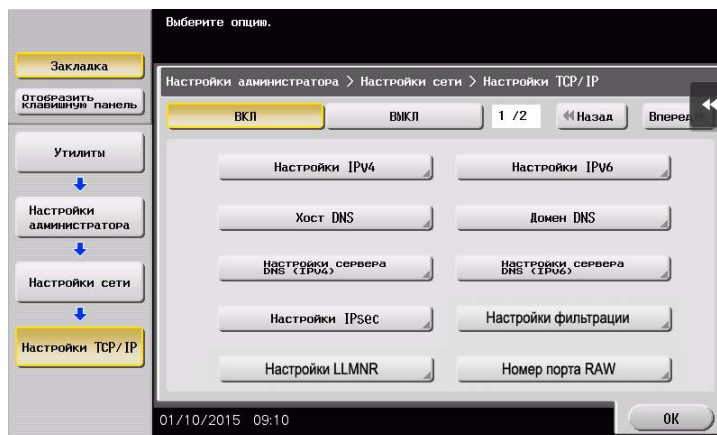 Выберите опцию.
Закладка
Отобразить
клавишную панель
Утилиты
Настройки
администратора
Настройки сети
Настройки TCP/IP
Настройки администратора > Настройки сети > Настройки TCP/IP
ВКЛ
ВЫКЛ
1 /2
Назад
Вперед
Настройки IPv4
Настройки IPv6
Хост DNS
Домен DNS
Настройки сервера
DNS (IPv4)
Настройки сервера
DNS (IPv6)
Настройки IPsec
Настройки фильтрации
Настройки LLMNR
Номер порта RAW
01/10/2015 09:10
OK